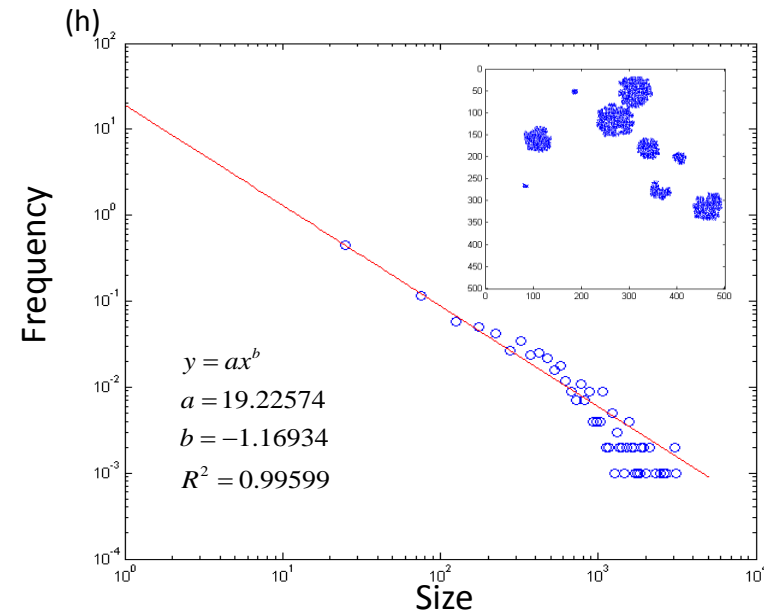 (h)
10^2
10^1
10^0
10^-1
10^-2
10^-3
10^-4
10^0 10^1 10^2 10^3 10^4
Frequency
Size
y = ax^b
a = 19.22574
b = −1.16934
R^2 = 0.99599
0
50
100
150
200
250
300
350
400
450
500
0 100 200 300 400 500